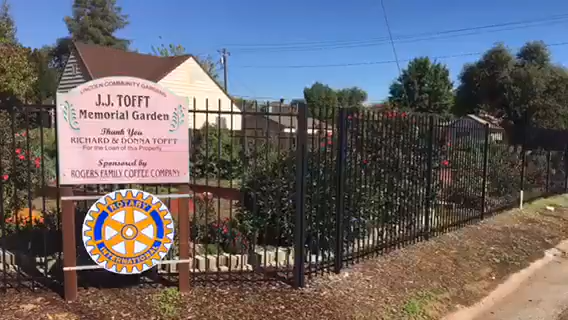 LINCOLN COMMUNITY GARDENS
J.J. TOFFT
Memorial Garden
Thank You
RICHARD & DONNA TOFFT
For the Loan of this Property
Sponsored by
ROGERS FAMILY COFFEE COMPANY
ROTARY
INTERNATIONAL